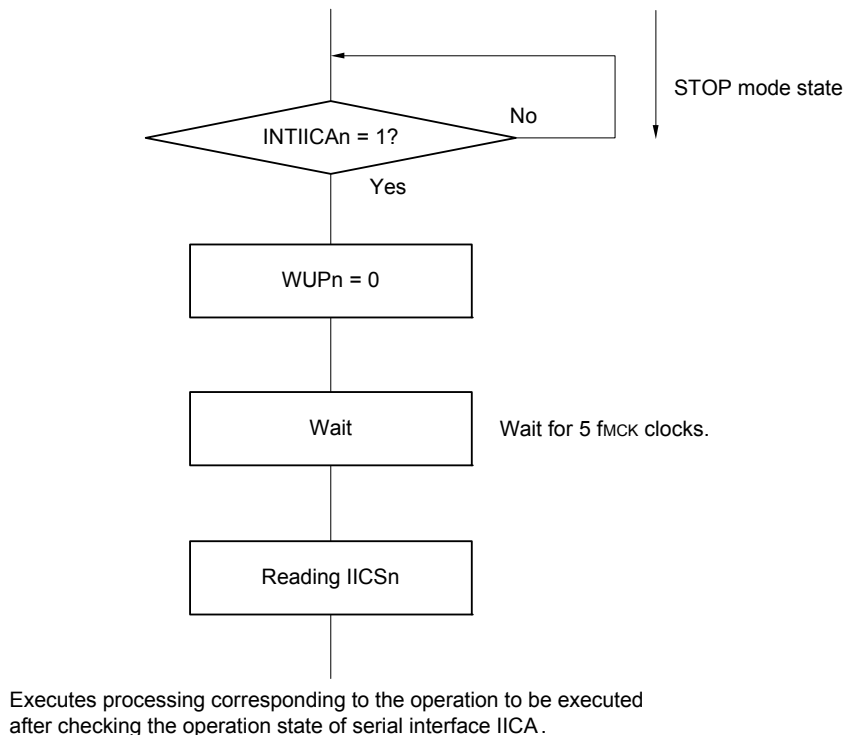 STOP mode state
No
INTIICAn = 1?
Yes
WUPn = 0
Wait
Wait for 5 fMCK clocks.
Reading IICSn
Executes processing corresponding to the operation to be executed
after checking the operation state of serial interface IICA.